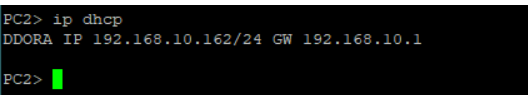 PC2> ip dhcp
DDORA IP 192.168.10.162/24 GW 192.168.10.1
PC2>